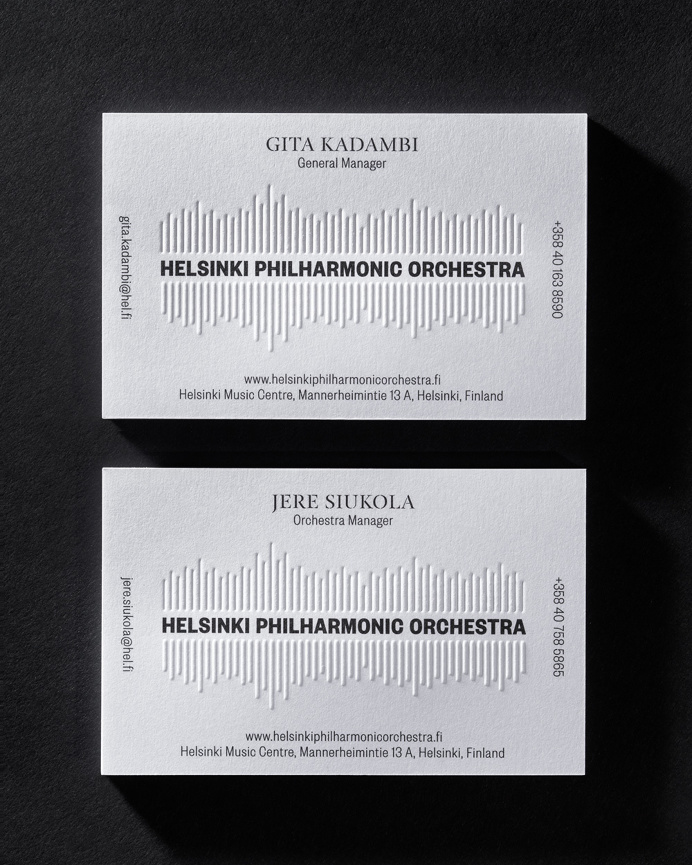 GITA KADAMBI
General Manager
gita.kadambi@hel.fi
HELSINKI PHILHARMONIC ORCHESTRA
+358 40 163 8590
www.helsinkiphilharmonicorchestra.fi
Helsinki Music Centre, Mannerheimintie 13 A, Helsinki, Finland
JERE SIUKOLA
Orchestra Manager
jere.siukola@hel.fi
HELSINKI PHILHARMONIC ORCHESTRA
+358 40 758 5865
www.helsinkiphilharmonicorchestra.fi
Helsinki Music Centre, Mannerheimintie 13 A, Helsinki, Finland